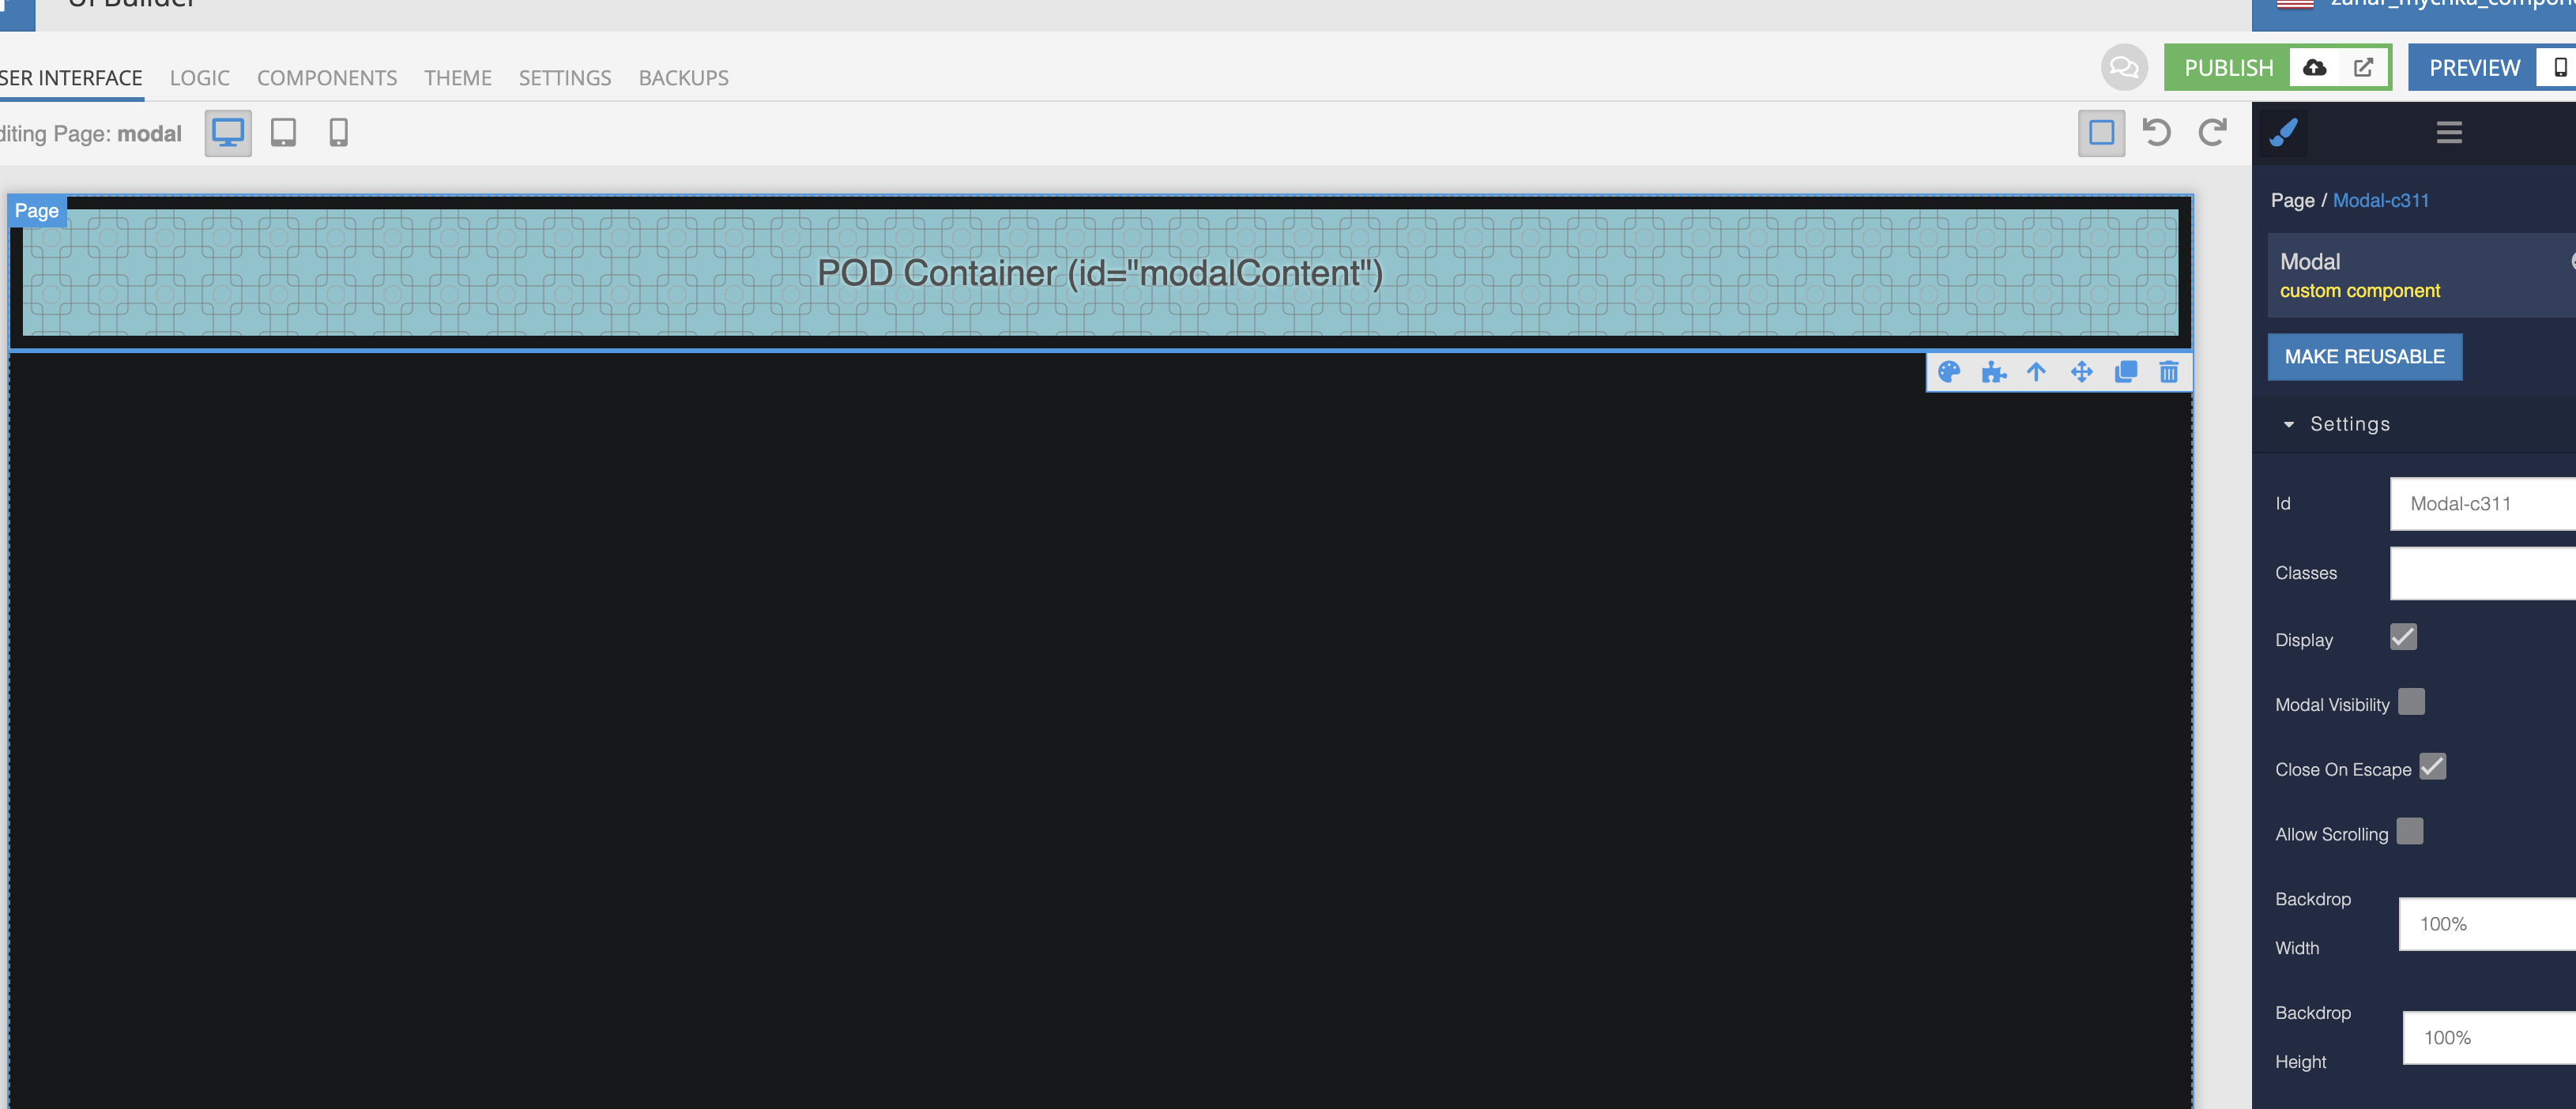 UI Builder
SER INTERFACE LOGIC COMPONENTS THEME SETTINGS BACKUPS
PUBLISH
PREVIEW
diting Page: modal
Page
POD Container (id="modalContent")
Page / Modal-c311
Modal
custom component
MAKE REUSABLE
Settings
Id Modal-c311
Classes
Display
Modal Visibility
Close On Escape
Allow Scrolling
Backdrop
Width
100%
Backdrop
Height
100%